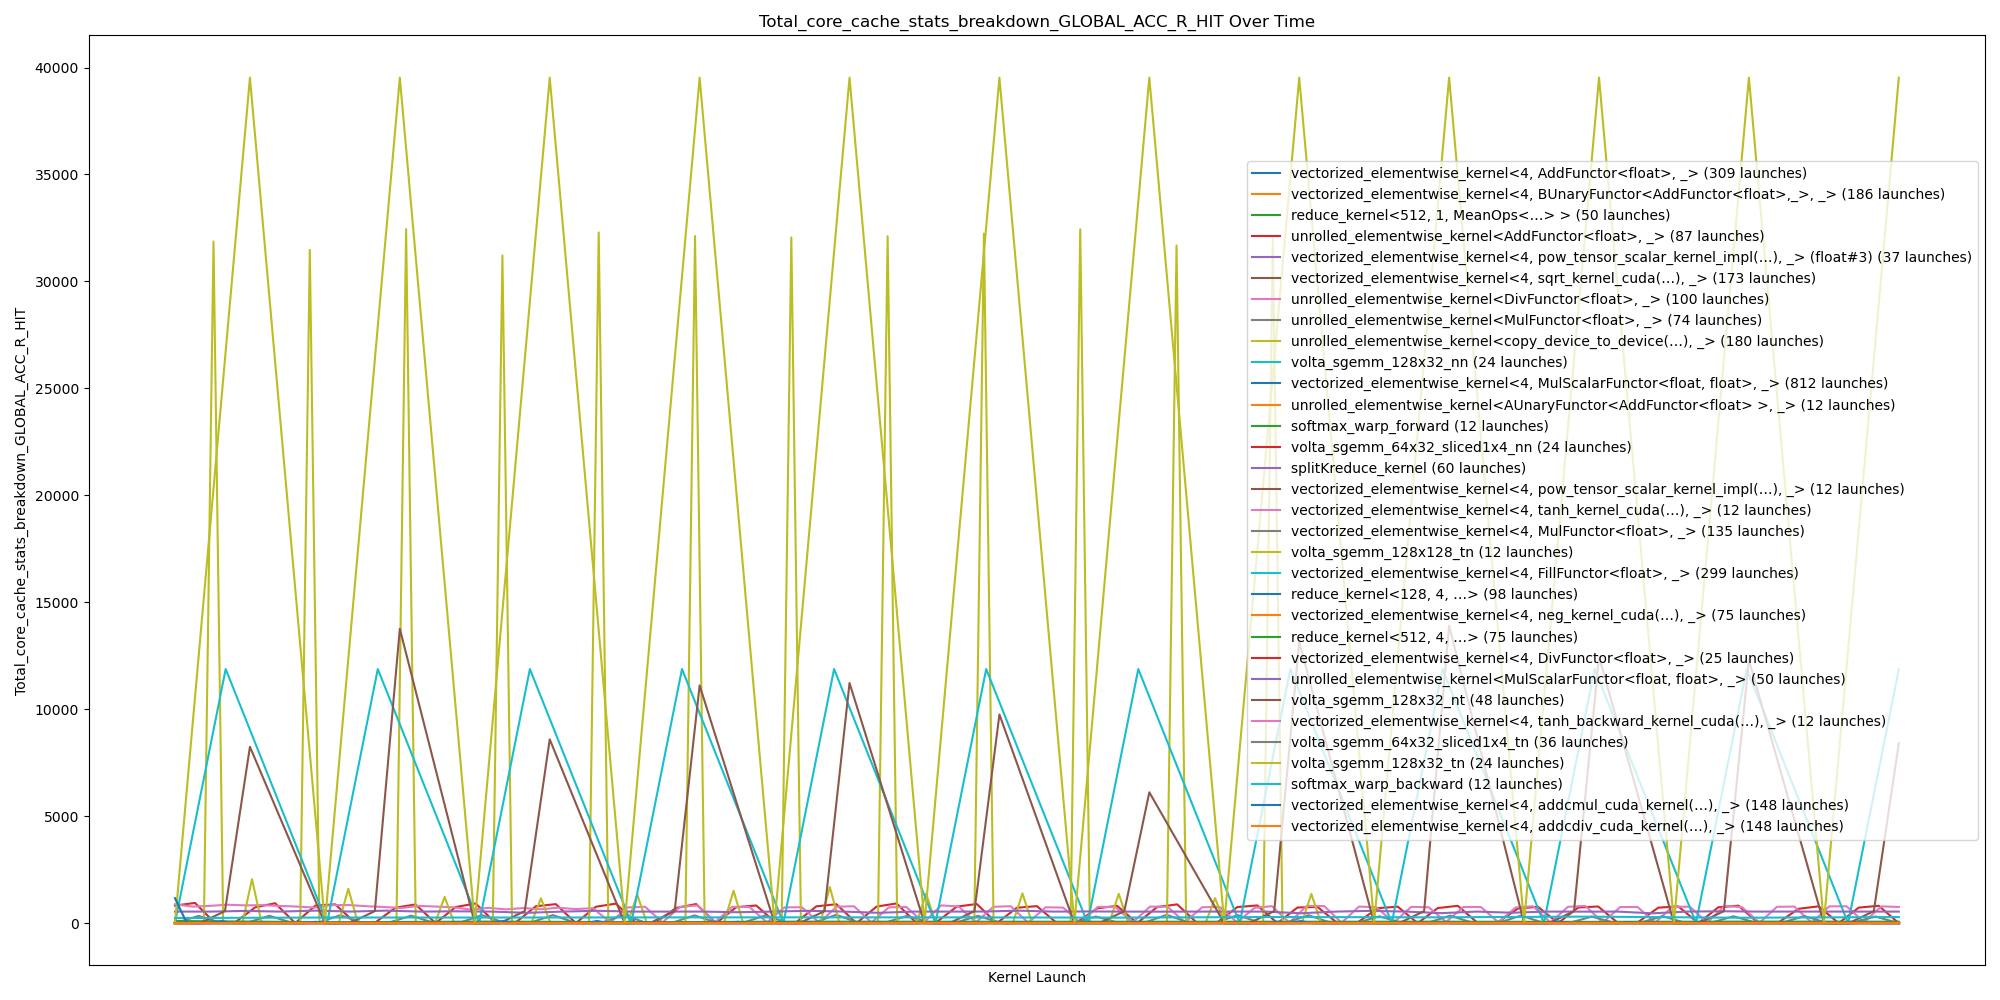 Total_core_cache_stats_breakdown_GLOBAL_ACC_R_HIT Over Time
Total_core_cache_stats_breakdown_GLOBAL_ACC_R_HIT
40000
35000
30000
25000
20000
15000
10000
5000
0
vectorized_elementwise_kernel<4, AddFunctor<float>, _> (309 launches)
vectorized_elementwise_kernel<4, BUnaryFunctor<AddFunctor<float>,_>, _> (186 launches)
reduce_kernel<512, 1, MeanOps<...> > (50 launches)
unrolled_elementwise_kernel<AddFunctor<float>, _> (87 launches)
vectorized_elementwise_kernel<4, pow_tensor_scalar_kernel_impl(...), _> (float#3) (37 launches)
vectorized_elementwise_kernel<4, sqrt_kernel_cuda(...), _> (173 launches)
unrolled_elementwise_kernel<DivFunctor<float>, _> (100 launches)
unrolled_elementwise_kernel<MulFunctor<float>, _> (74 launches)
unrolled_elementwise_kernel<copy_device_to_device(...), _> (180 launches)
volta_sgemm_128x32_nn (24 launches)
vectorized_elementwise_kernel<4, MulScalarFunctor<float, float>, _> (812 launches)
unrolled_elementwise_kernel<AUnaryFunctor<AddFunctor<float> >, _> (12 launches)
softmax_warp_forward (12 launches)
volta_sgemm_64x32_sliced1x4_nn (24 launches)
splitKreduce_kernel (60 launches)
vectorized_elementwise_kernel<4, pow_tensor_scalar_kernel_impl(...), _> (12 launches)
vectorized_elementwise_kernel<4, tanh_kernel_cuda(...), _> (12 launches)
vectorized_elementwise_kernel<4, MulFunctor<float>, _> (135 launches)
volta_sgemm_128x128_tn (12 launches)
vectorized_elementwise_kernel<4, FillFunctor<float>, _> (299 launches)
reduce_kernel<128, 4, ...> (98 launches)
vectorized_elementwise_kernel<4, neg_kernel_cuda(...), _> (75 launches)
reduce_kernel<512, 4, ...> (75 launches)
vectorized_elementwise_kernel<4, DivFunctor<float>, _> (25 launches)
unrolled_elementwise_kernel<MulScalarFunctor<float, float>, _> (50 launches)
volta_sgemm_128x32_nt (48 launches)
vectorized_elementwise_kernel<4, tanh_backward_kernel_cuda(...), _> (12 launches)
volta_sgemm_64x32_sliced1x4_tn (36 launches)
volta_sgemm_128x32_tn (24 launches)
softmax_warp_backward (12 launches)
vectorized_elementwise_kernel<4, addcmul_cuda_kernel(...), _> (148 launches)
vectorized_elementwise_kernel<4, addcdiv_cuda_kernel(...), _> (148 launches)
Kernel Launch